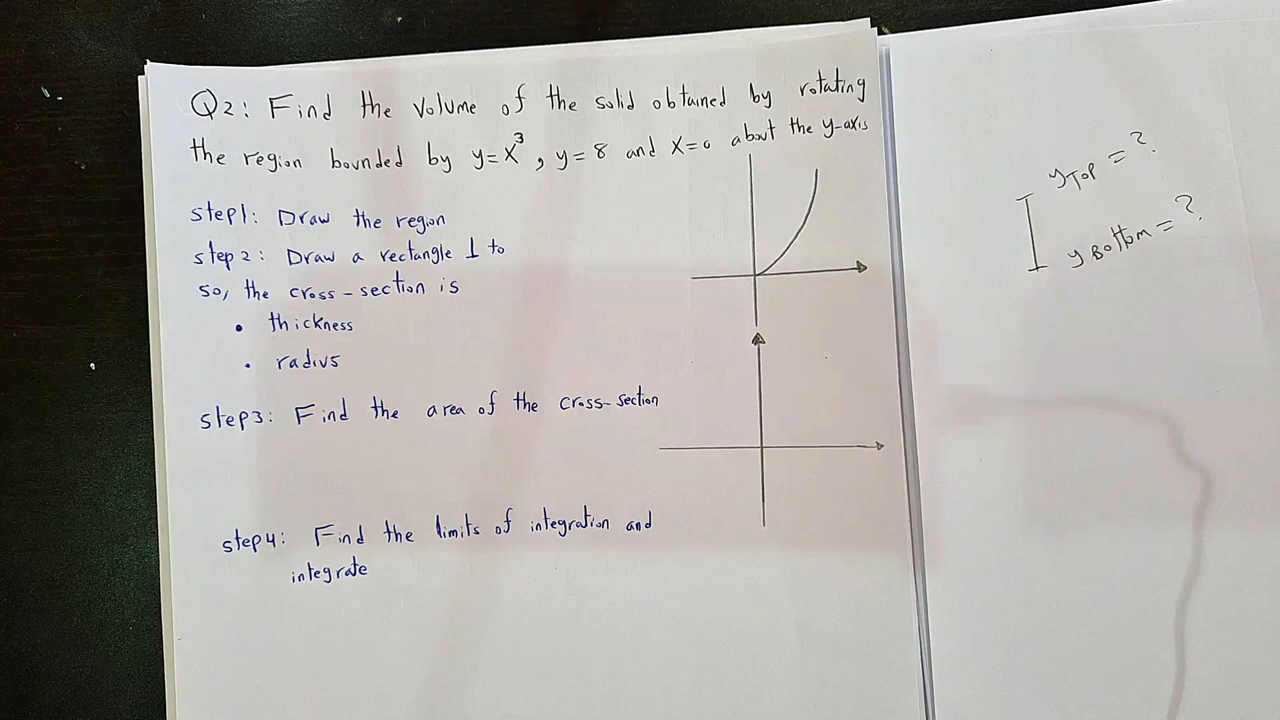 Q2: Find the volume of the solid obtained by rotating
the region bounded by y=x³, y=8 and x=0 about the y-axis
step1: Draw the region
step2: Draw a rectangle ⊥ to
so, the cross-section is
• thickness
• radius
step3: Find the area of the cross-section
step4: Find the limits of integration and
integrate
y Top = ?
y Bottom = ?